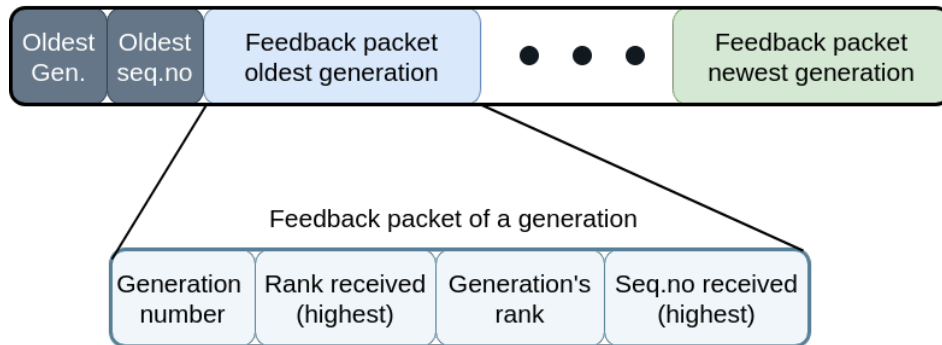 Oldest
Gen.
Oldest
seq.no
Feedback packet
oldest generation
Feedback packet
newest generation
Feedback packet of a generation
Generation
number
Rank received
(highest)
Generation's
rank
Seq.no received
(highest)